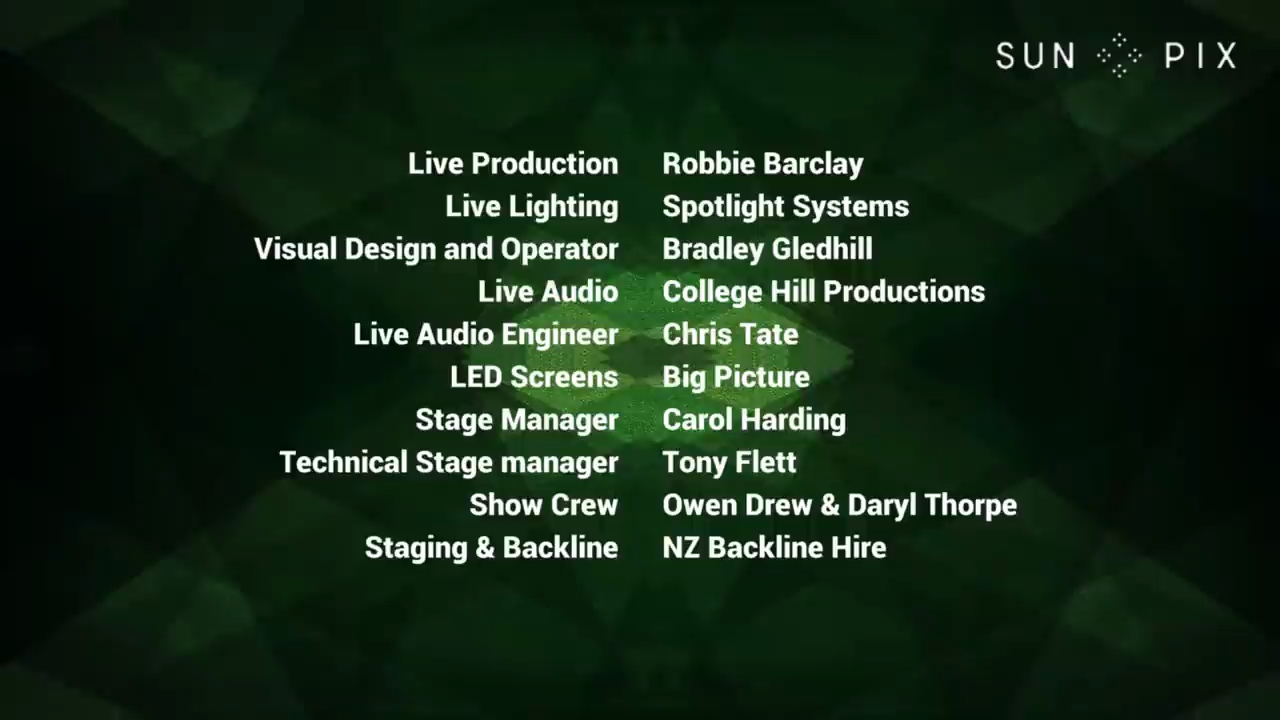 SUN PIX
Live Production Robbie Barclay
Live Lighting Spotlight Systems
Visual Design and Operator Bradley Gledhill
Live Audio College Hill Productions
Live Audio Engineer Chris Tate
LED Screens Big Picture
Stage Manager Carol Harding
Technical Stage manager Tony Flett
Show Crew Owen Drew & Daryl Thorpe
Staging & Backline NZ Backline Hire